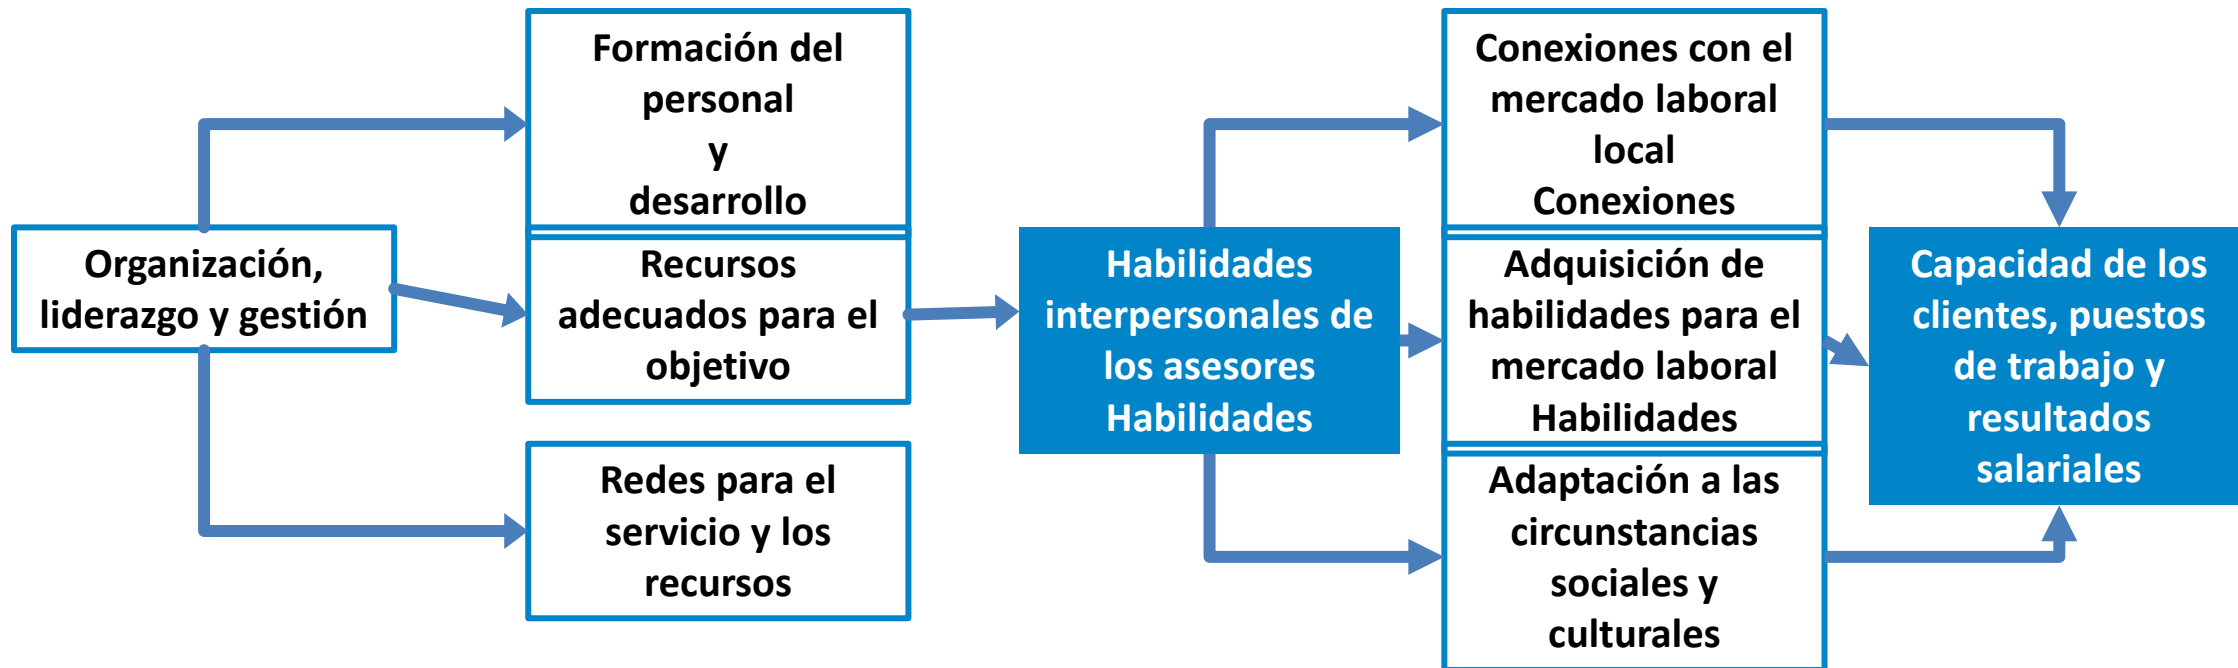 Organización,
liderazgo y gestión
Formación del
personal
y
desarrollo
Recursos
adecuados para el
objetivo
Redes para el
servicio y los
recursos
Habilidades
interpersonales de
los asesores
Habilidades
Conexiones con el
mercado laboral
local
Conexiones
Adquisición de
habilidades para el
mercado laboral
Habilidades
Adaptación a las
circunstancias
sociales y
culturales
Capacidad de los
clientes, puestos
de trabajo y
resultados
salariales